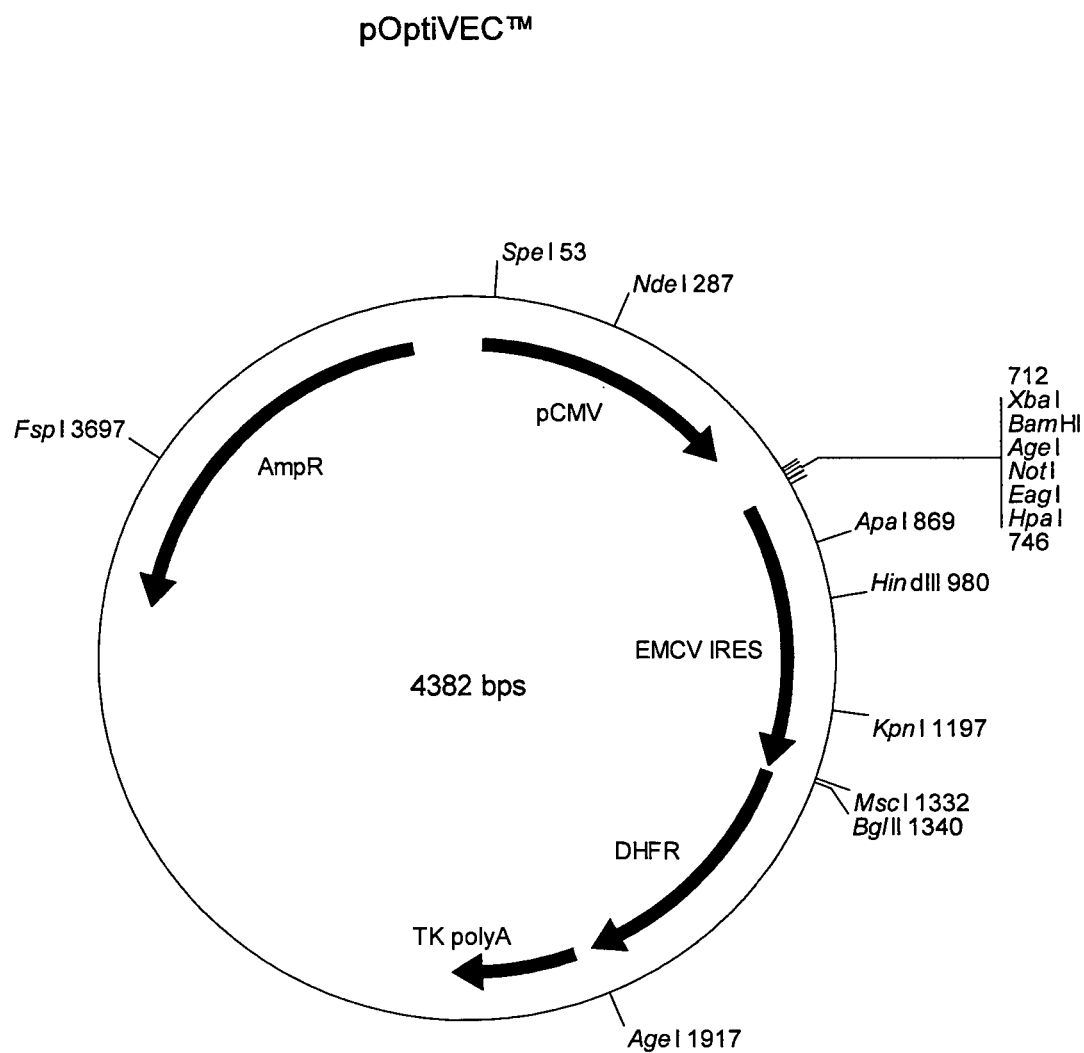 pOptiVEC™
SpeI 53
NdeI 287
712
XbaI
BamHI
AgeI
NotI
EagI
HpaI
746
pCMV
FspI 3697
AmpR
ApaI 869
HindIII 980
EMCV IRES
4382 bps
KpnI 1197
MscI 1332
BglII 1340
DHFR
TK polyA
AgeI 1917